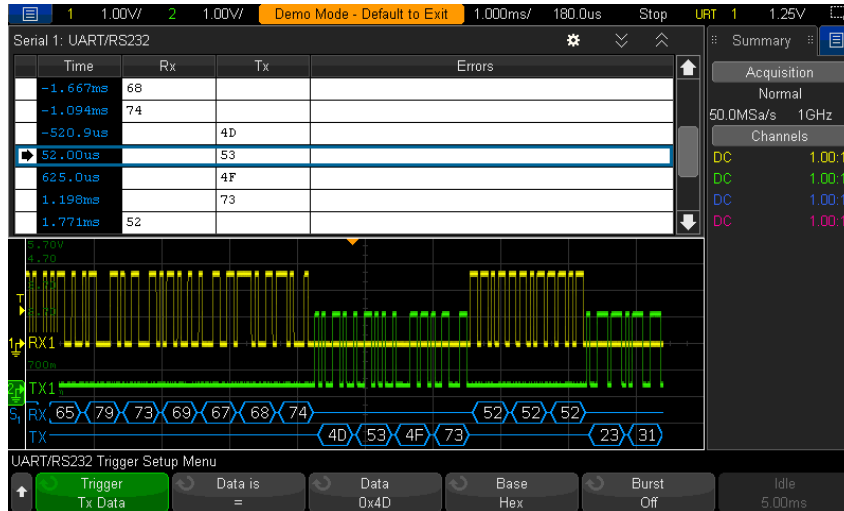 1 1.00V/ 2 1.00V/ Demo Mode - Default to Exit 1.000ms/ 180.0us Stop URT 1 1.25V
Serial 1: UART/RS232
Summary
Time Rx Tx Errors
-1.667ms 68
-1.094ms 74
-520.9us 4D
52.00us 53
625.0us 4F
1.198ms 73
1.771ms 52
Acquisition
Normal
50.0MSa/s 1GHz
Channels
DC 1.00:1
DC 1.00:1
DC 1.00:1
DC 1.00:1
5.70V
4.70
T
1 RX1
700m
2 TX1
S1 RX 65 79 73 69 67 68 74 52 52 52
TX 4D 53 4F 73 23 31
UART/RS232 Trigger Setup Menu
Trigger Data is Data Base Burst Idle
Tx Data = 0x4D Hex Off 5.00ms